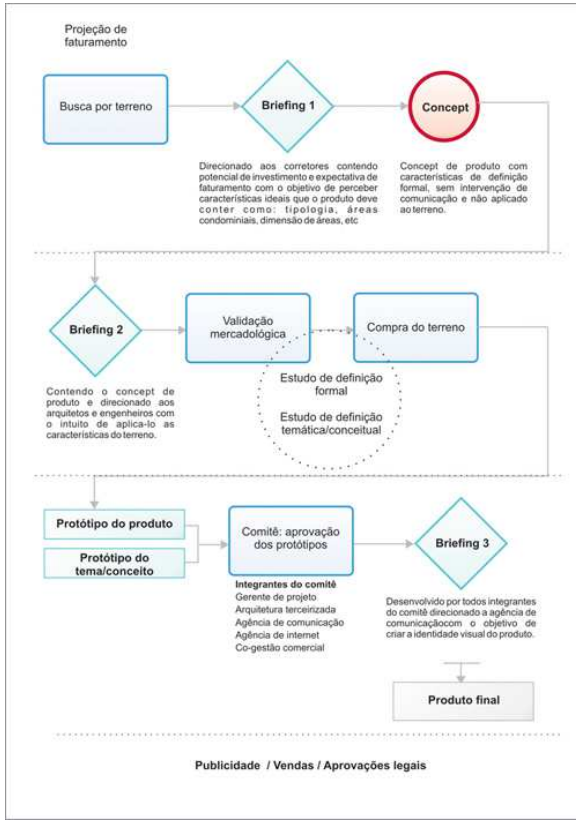 Projeção de
faturamento
Busca por terreno
Briefing 1
Concept
Direcionado aos corretores contendo
potencial de investimento e expectativa de
faturamento com o objetivo de perceber
características ideais que o produto deve
conter como: tipologia, áreas
condominiais, dimensão de áreas, etc
Concept de produto com
características de definição
formal, sem intervenção de
comunicação e não aplicado
ao terreno.
Briefing 2
Validação
mercadológica
Compra do terreno
Contendo o concept de
produto e direcionado aos
arquitetos e engenheiros com
o intuito de aplica-lo as
características do terreno.
Estudo de definição
formal
Estudo de definição
temática/conceitual
Protótipo do produto
Protótipo do
tema/conceito
Comitê: aprovação
dos protótipos
Briefing 3
Integrantes do comitê
Gerente de projeto
Arquitetura terceirizada
Agência de comunicação
Agência de internet
Co-gestão comercial
Desenvolvido por todos integrantes
do comitê direcionado a agência de
comunicaçãocom o objetivo de
criar a identidade visual do produto.
Produto final
Publicidade / Vendas / Aprovações legais